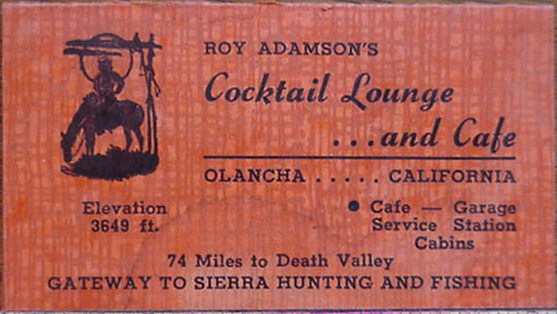 ROY ADAMSON'S
Cocktail Lounge
...and Cafe
OLANCHA ..... CALIFORNIA
Elevation
3649 ft.
• Cafe — Garage
Service Station
Cabins
74 Miles to Death Valley
GATEWAY TO SIERRA HUNTING AND FISHING